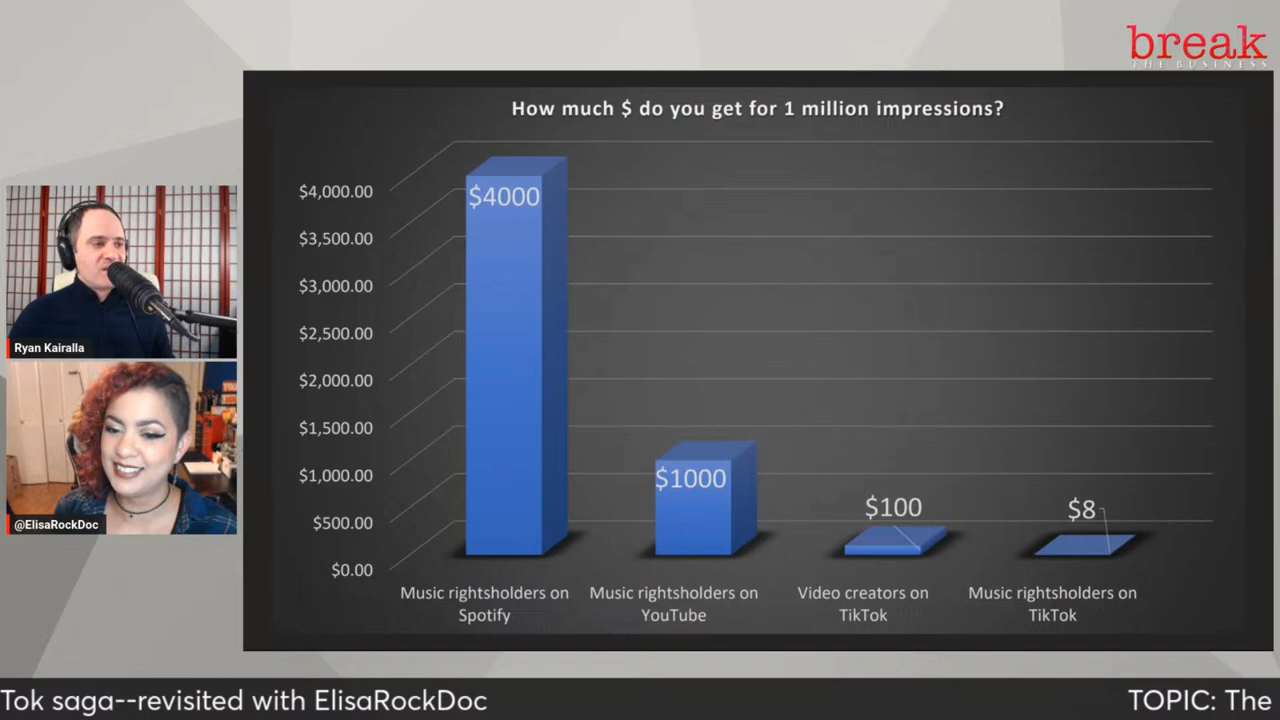 break
THE BUSINESS
How much $ do you get for 1 million impressions?
$4,000.00
$3,500.00
$3,000.00
$2,500.00
$2,000.00
$1,500.00
$1,000.00
$500.00
$0.00
$4000
$1000
$100
$8
Music rightsholders on
Spotify
Music rightsholders on
YouTube
Video creators on
TikTok
Music rightsholders on
TikTok
Ryan Kairalla
@ElisaRockDoc
Tok saga--revisited with ElisaRockDoc
TOPIC: The